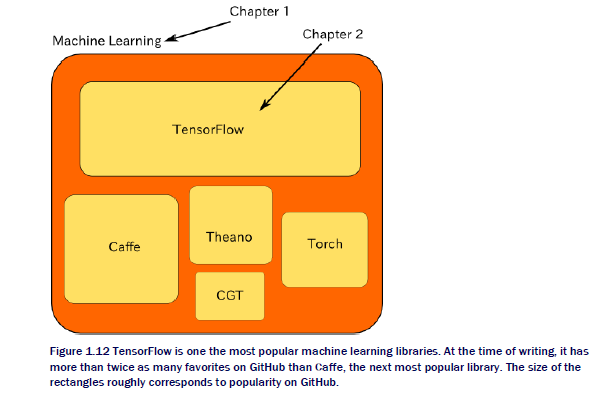 Chapter 1
Chapter 2
Machine Learning
TensorFlow
Caffe
Theano
Torch
CGT
Figure 1.12 TensorFlow is one the most popular machine learning libraries. At the time of writing, it has
more than twice as many favorites on GitHub than Caffe, the next most popular library. The size of the
rectangles roughly corresponds to popularity on GitHub.